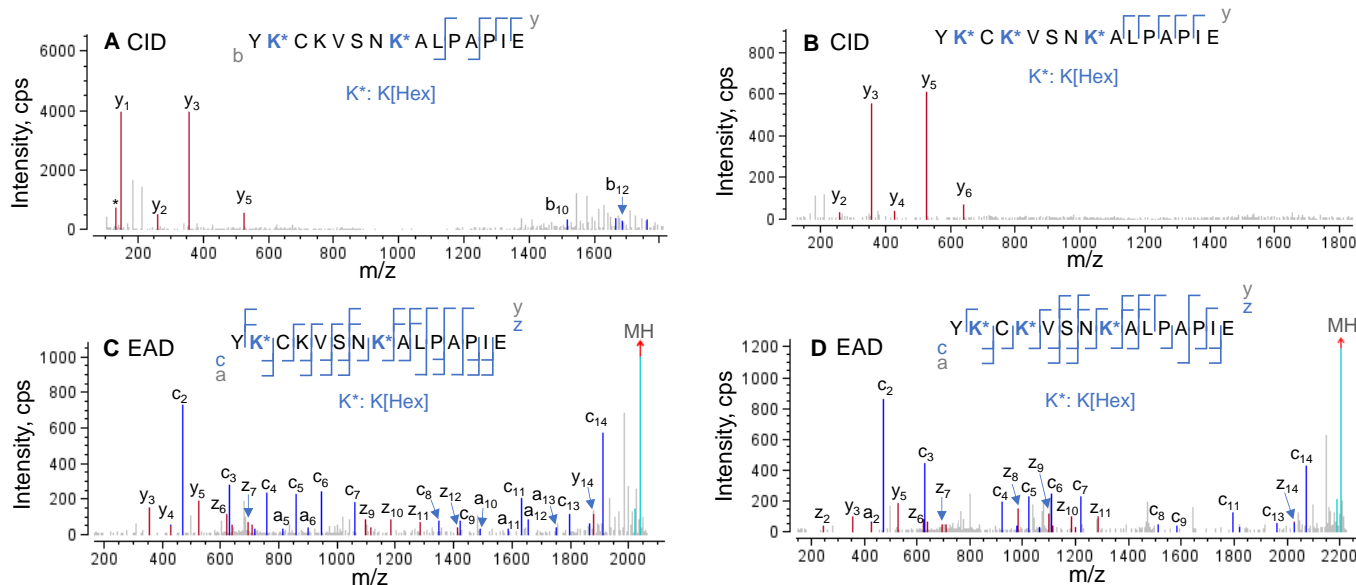 A CID
y
Y K* C K V S N K* A L P A P I E
b
K*: K[Hex]
Intensity, cps
6000
4000
2000
0
y1
y3
*
y2
y5
b10
b12
200 400 600 800 1000 1200 1400 1600
m/z
B CID
y
Y K* C K* V S N K* A L P A P I E
K*: K[Hex]
Intensity, cps
800
600
400
200
0
y3
y5
y2
y4
y6
200 400 600 800 1000 1200 1400 1600 1800
m/z
C EAD
y
z
Y K* C K V S N K* A L P A P I E
c
a
K*: K[Hex]
MH
Intensity, cps
1000
800
600
400
200
0
c2
y3
y4
y5
z6
c3
z7
c4
a5
c5
a6
c6
c7
z9
z10
z11
c8
z12
c9
a10
a11
c11
a12
a13
c13
y14
c14
200 400 600 800 1000 1200 1400 1600 1800 2000
m/z
D EAD
y
z
Y K* C K* V S N K* A L P A P I E
c
a
K*: K[Hex]
MH
Intensity, cps
1200
1000
800
600
400
200
0
z2
y3
a2
c2
y5
z6
c3
z7
c4
z8
c5
z9
c6
z10
c7
z11
c8
c9
c11
c13
z14
c14
200 400 600 800 1000 1200 1400 1600 1800 2000 2200
m/z